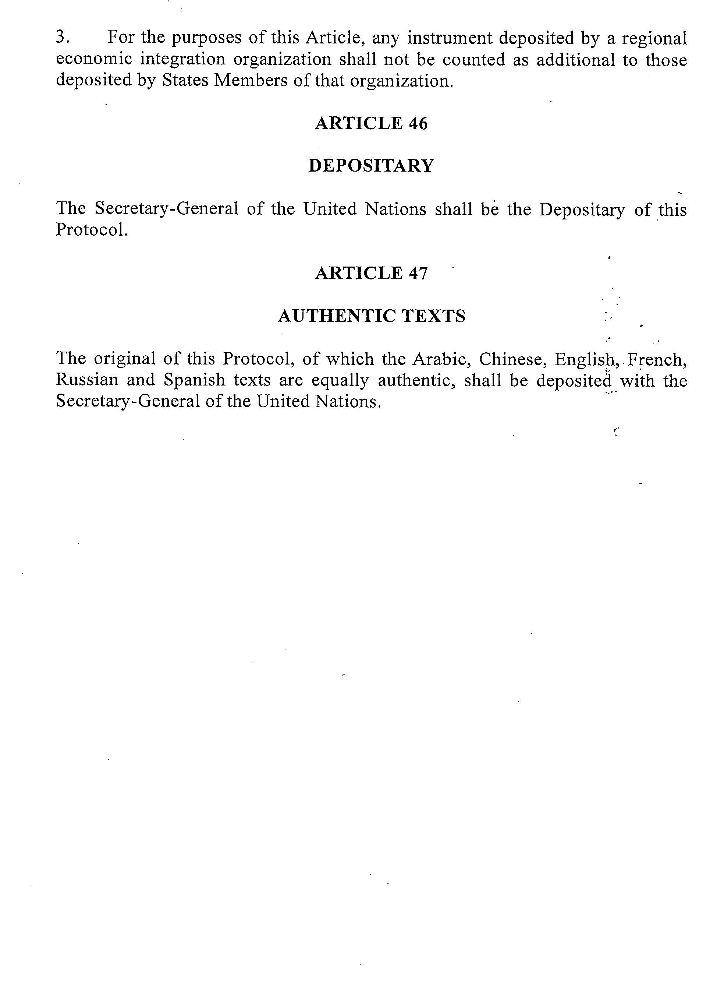 3. For the purposes of this Article, any instrument deposited by a regional
economic integration organization shall not be counted as additional to those
deposited by States Members of that organization.
ARTICLE 46
DEPOSITARY
The Secretary-General of the United Nations shall be the Depositary of this
Protocol.
ARTICLE 47
AUTHENTIC TEXTS
The original of this Protocol, of which the Arabic, Chinese, English, French,
Russian and Spanish texts are equally authentic, shall be deposited with the
Secretary-General of the United Nations.